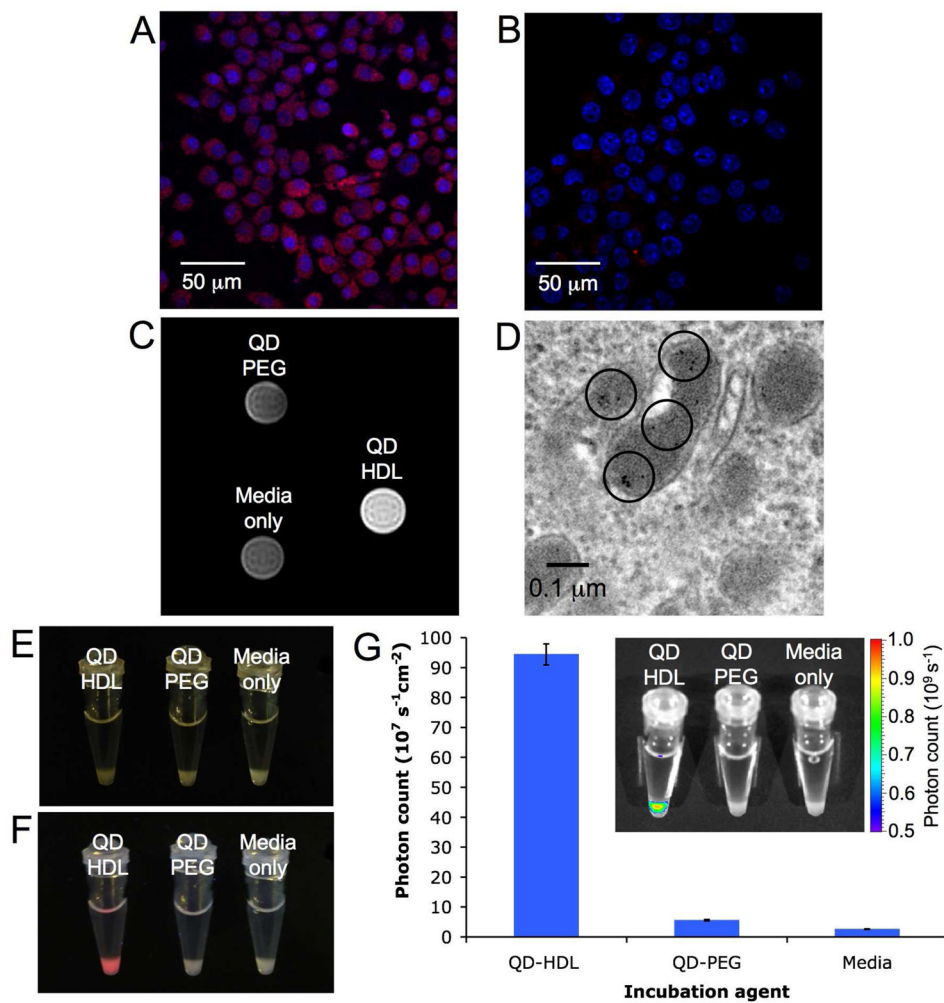 A
50 μm
B
50 μm
C
QD
PEG
QD
HDL
Media
only
D
0.1 μm
E
QD
HDL
QD
PEG
Media
only
F
QD
HDL
QD
PEG
Media
only
G
Photon count (10⁷ s⁻¹cm⁻²)
100
90
80
70
60
50
40
30
20
10
0
QD-HDL
QD-PEG
Media
Incubation agent
QD
HDL
QD
PEG
Media
only
1.0
0.9
0.8
0.7
0.6
0.5
Photon count (10⁹ s⁻¹)